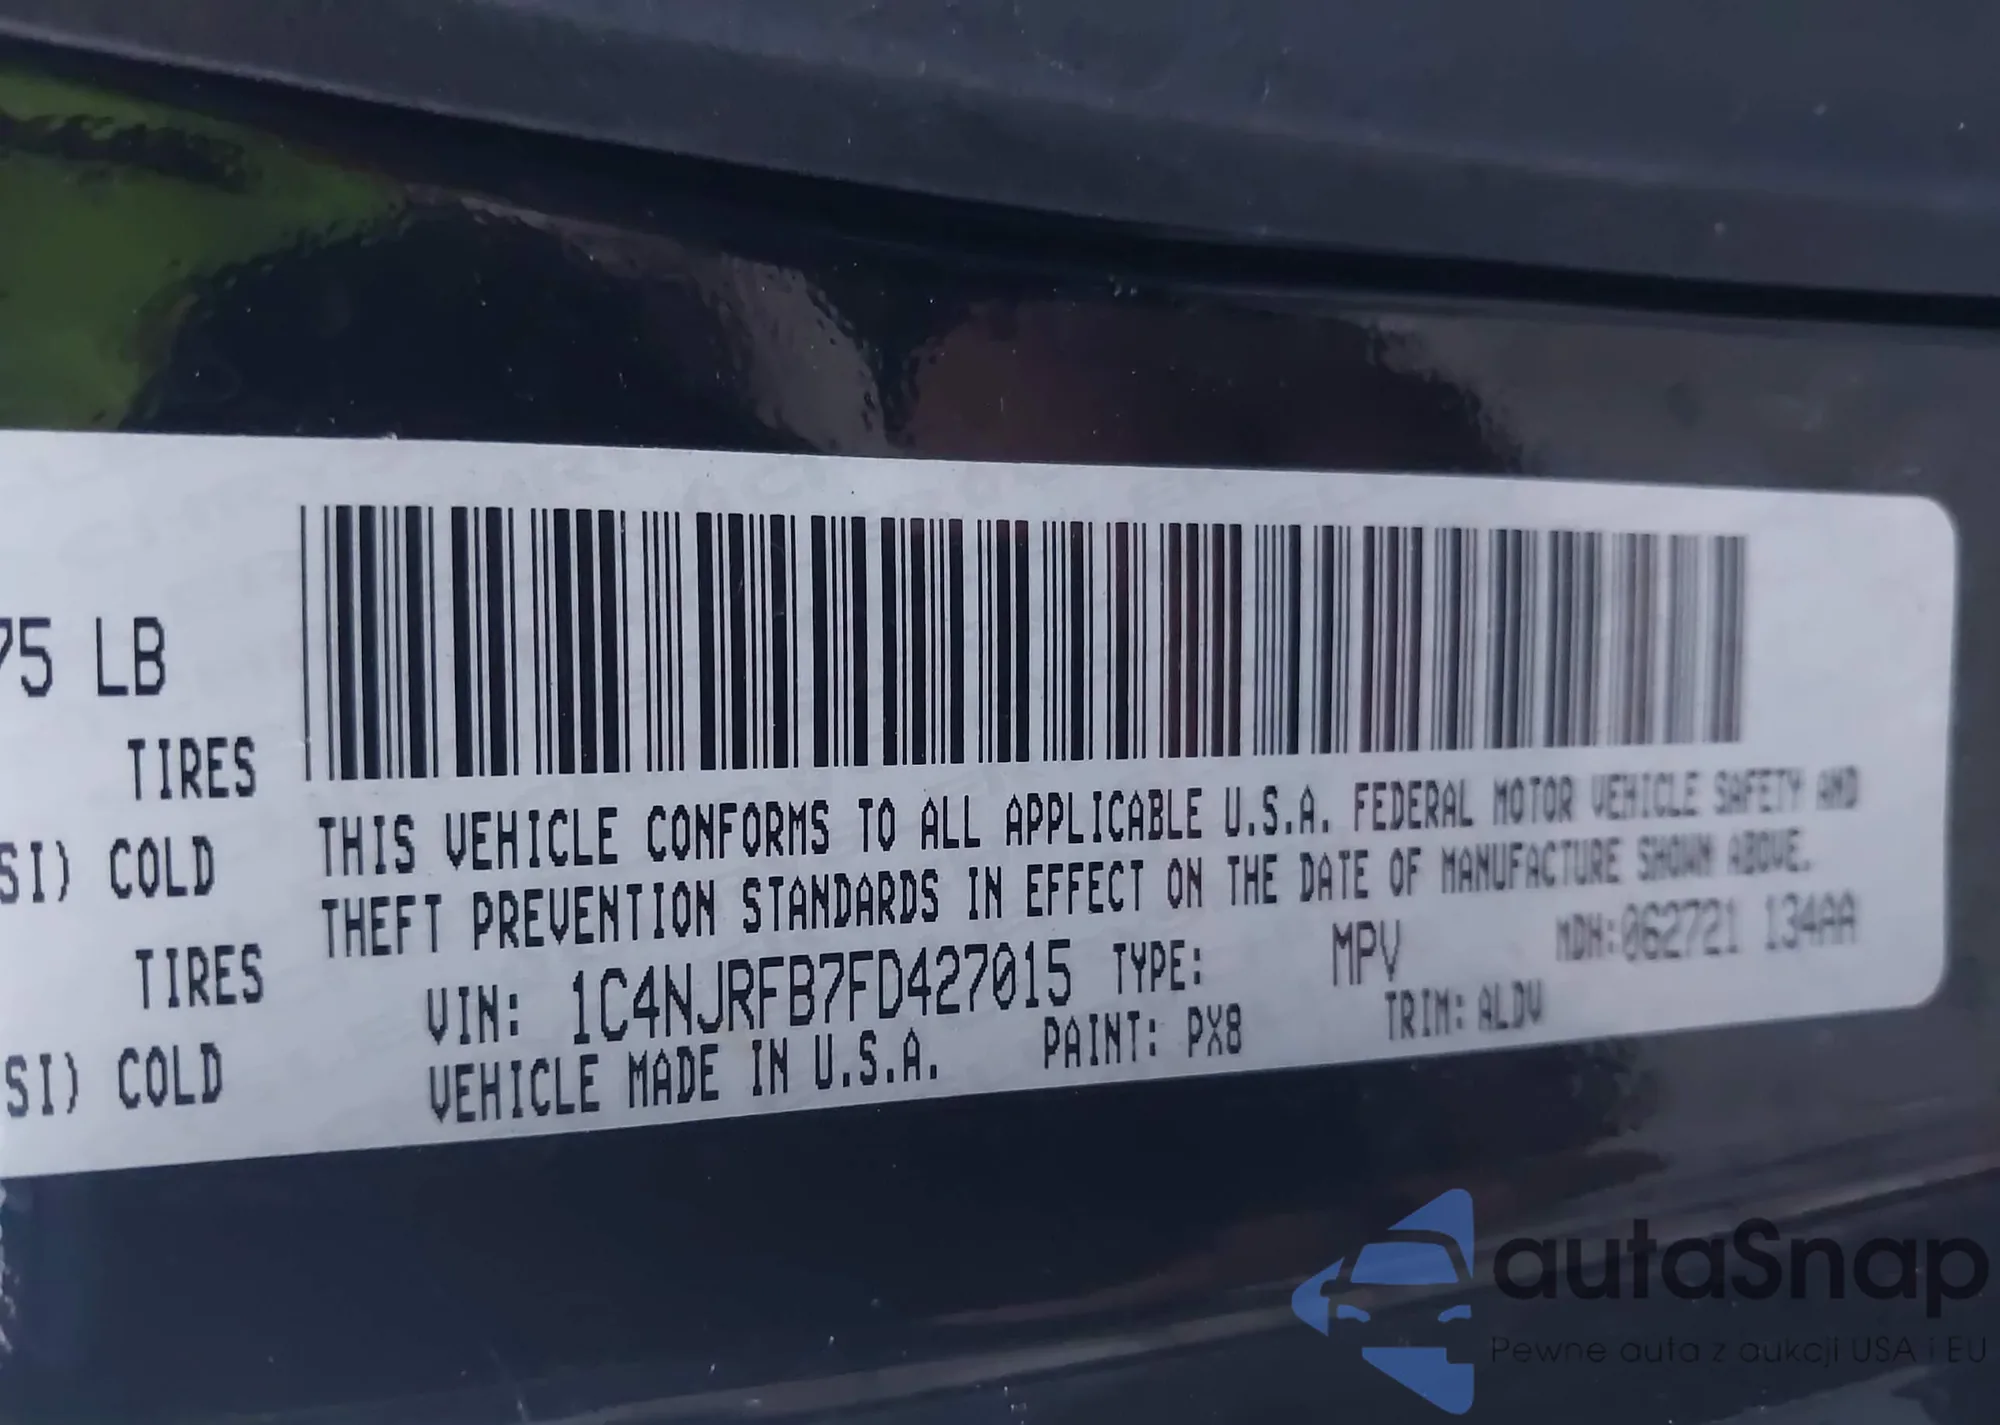 75 LB
TIRES
SI) COLD
TIRES
SI) COLD
THIS VEHICLE CONFORMS TO ALL APPLICABLE U.S.A. FEDERAL MOTOR VEHICLE SAFETY AND
THEFT PREVENTION STANDARDS IN EFFECT ON THE DATE OF MANUFACTURE SHOWN ABOVE.
VIN: 1C4NJRFB7FD427015 TYPE: MPV MDH:062721 134AA
VEHICLE MADE IN U.S.A. PAINT: PX8 TRIM: ALDV
autaSnap
Pewne auta z aukcji USA i EU